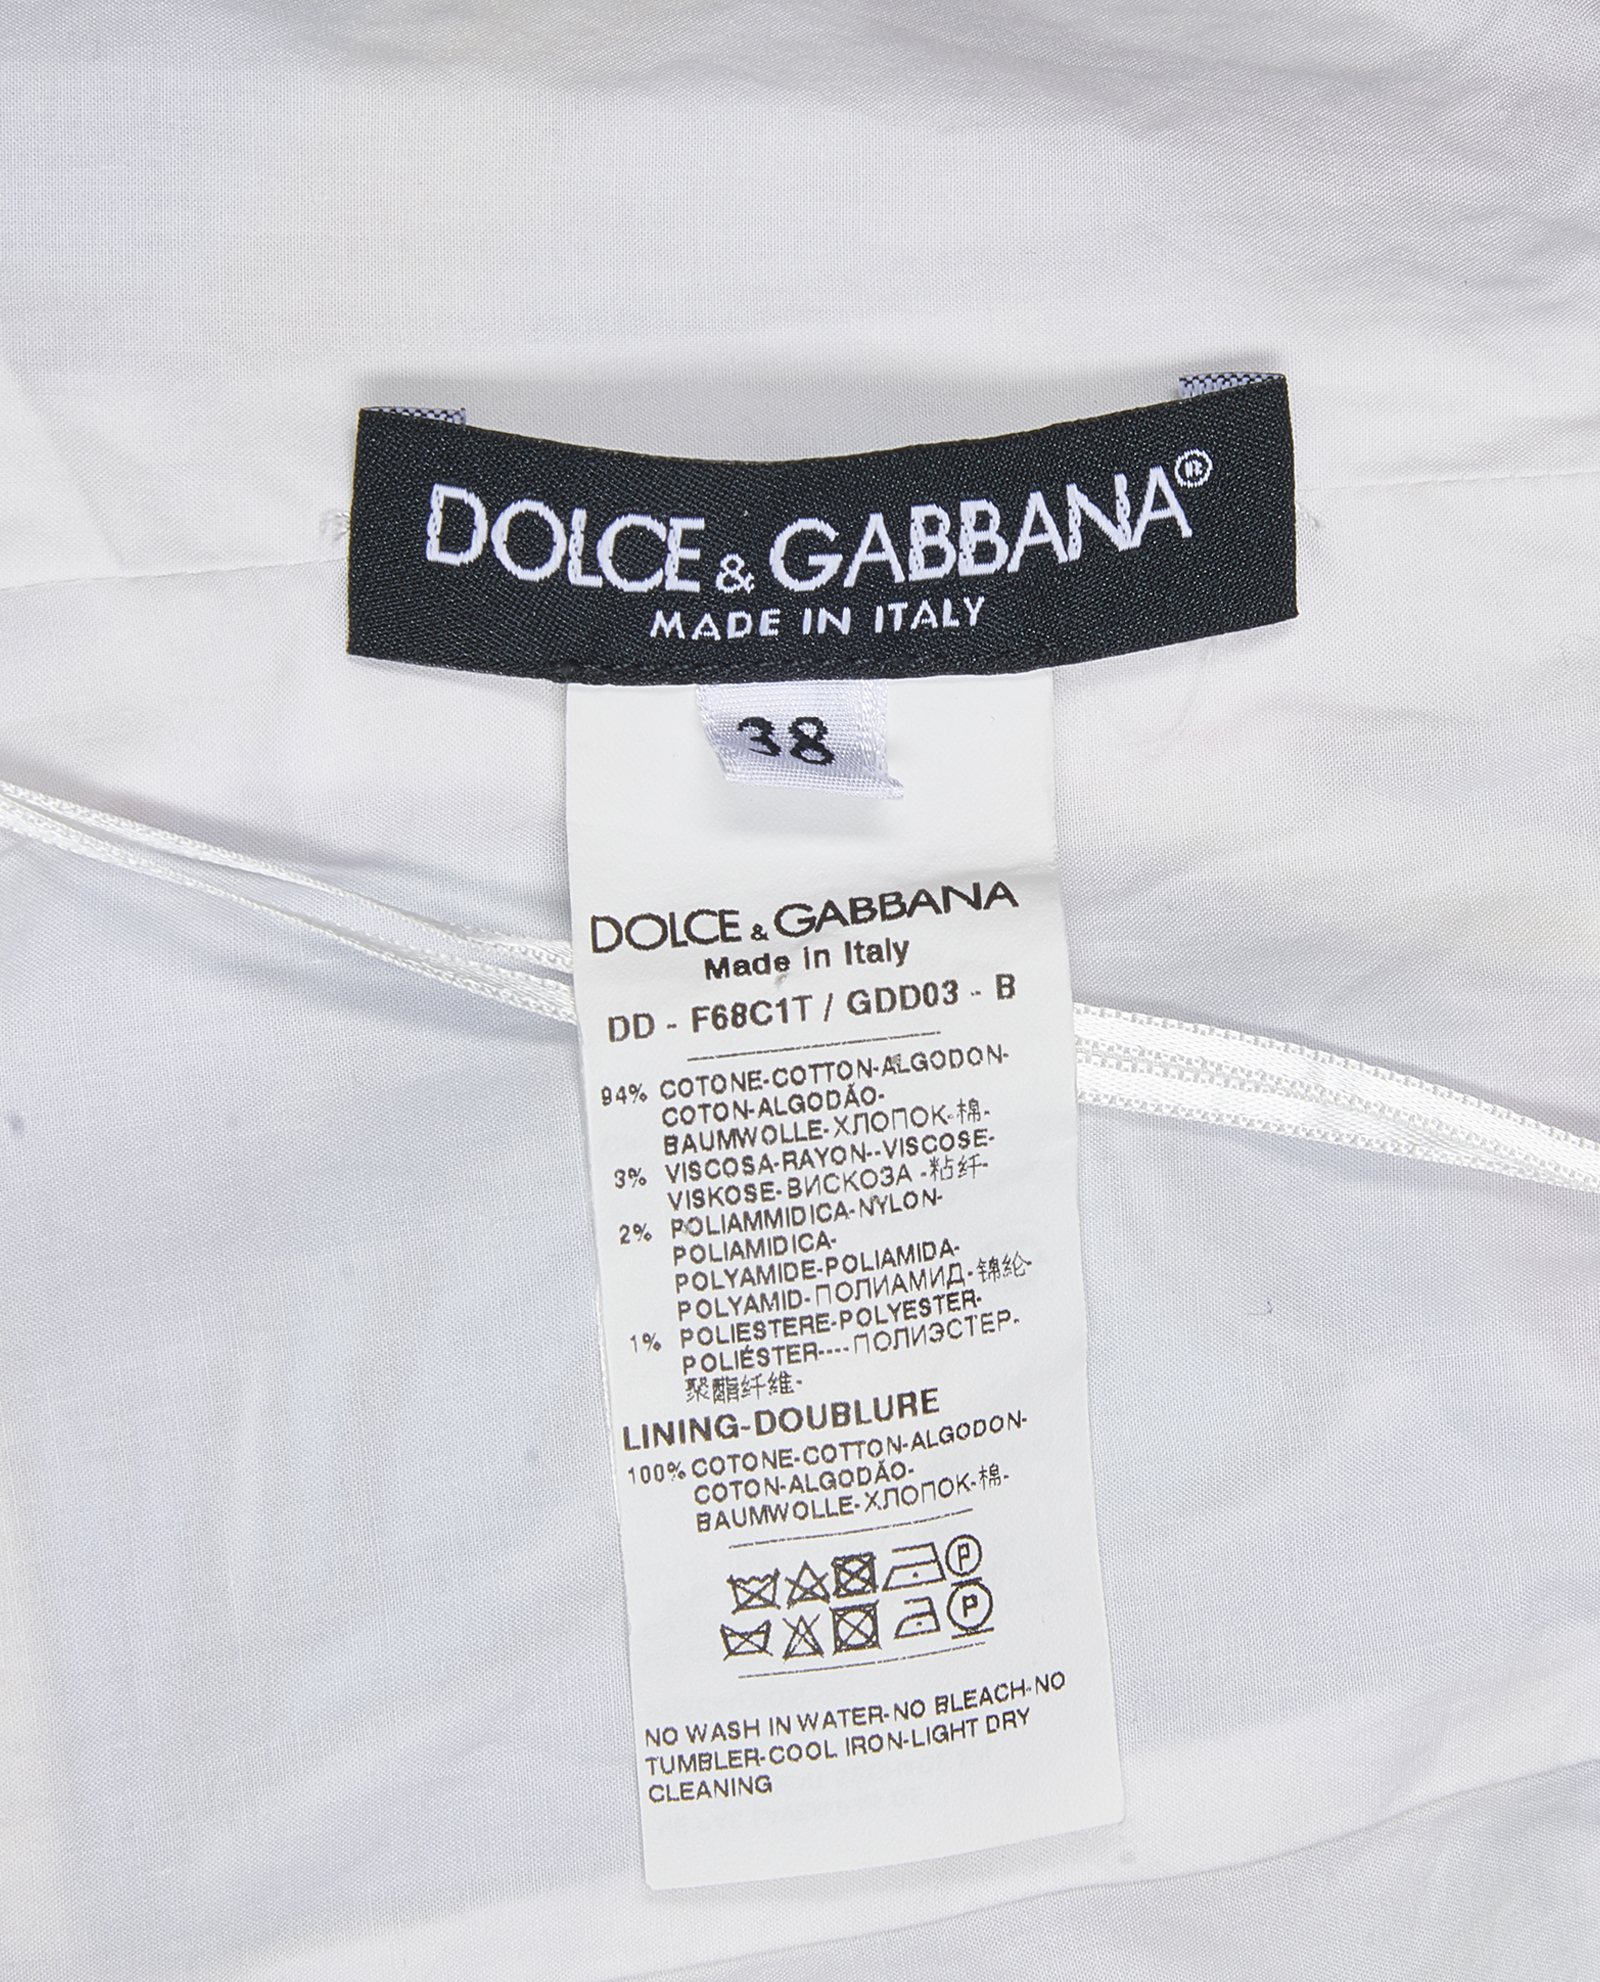 DOLCE & GABBANA®
MADE IN ITALY
38
DOLCE & GABBANA
Made in Italy
DD - F68C1T / GDD03 - B
94% COTONE-COTTON-ALGODON-
COTON-ALGODÃO-
BAUMWOLLE-ХЛОПОК-棉-
3% VISCOSA-RAYON--VISCOSE-
VISKOSE-ВИСКОЗА -粘纤-
2% POLIAMMIDICA-NYLON-
POLIAMIDICA-
POLYAMIDE-POLIAMIDA-
POLYAMID-ПОЛИАМИД-锦纶-
1% POLIESTERE-POLYESTER-
POLIÉSTER----ПОЛИЭСТЕР-
聚酯纤维-
LINING-DOUBLURE
100% COTONE-COTTON-ALGODON-
COTON-ALGODÃO-
BAUMWOLLE-ХЛОПОК-棉-
P
P
NO WASH IN WATER-NO BLEACH-NO
TUMBLER-COOL IRON-LIGHT DRY
CLEANING